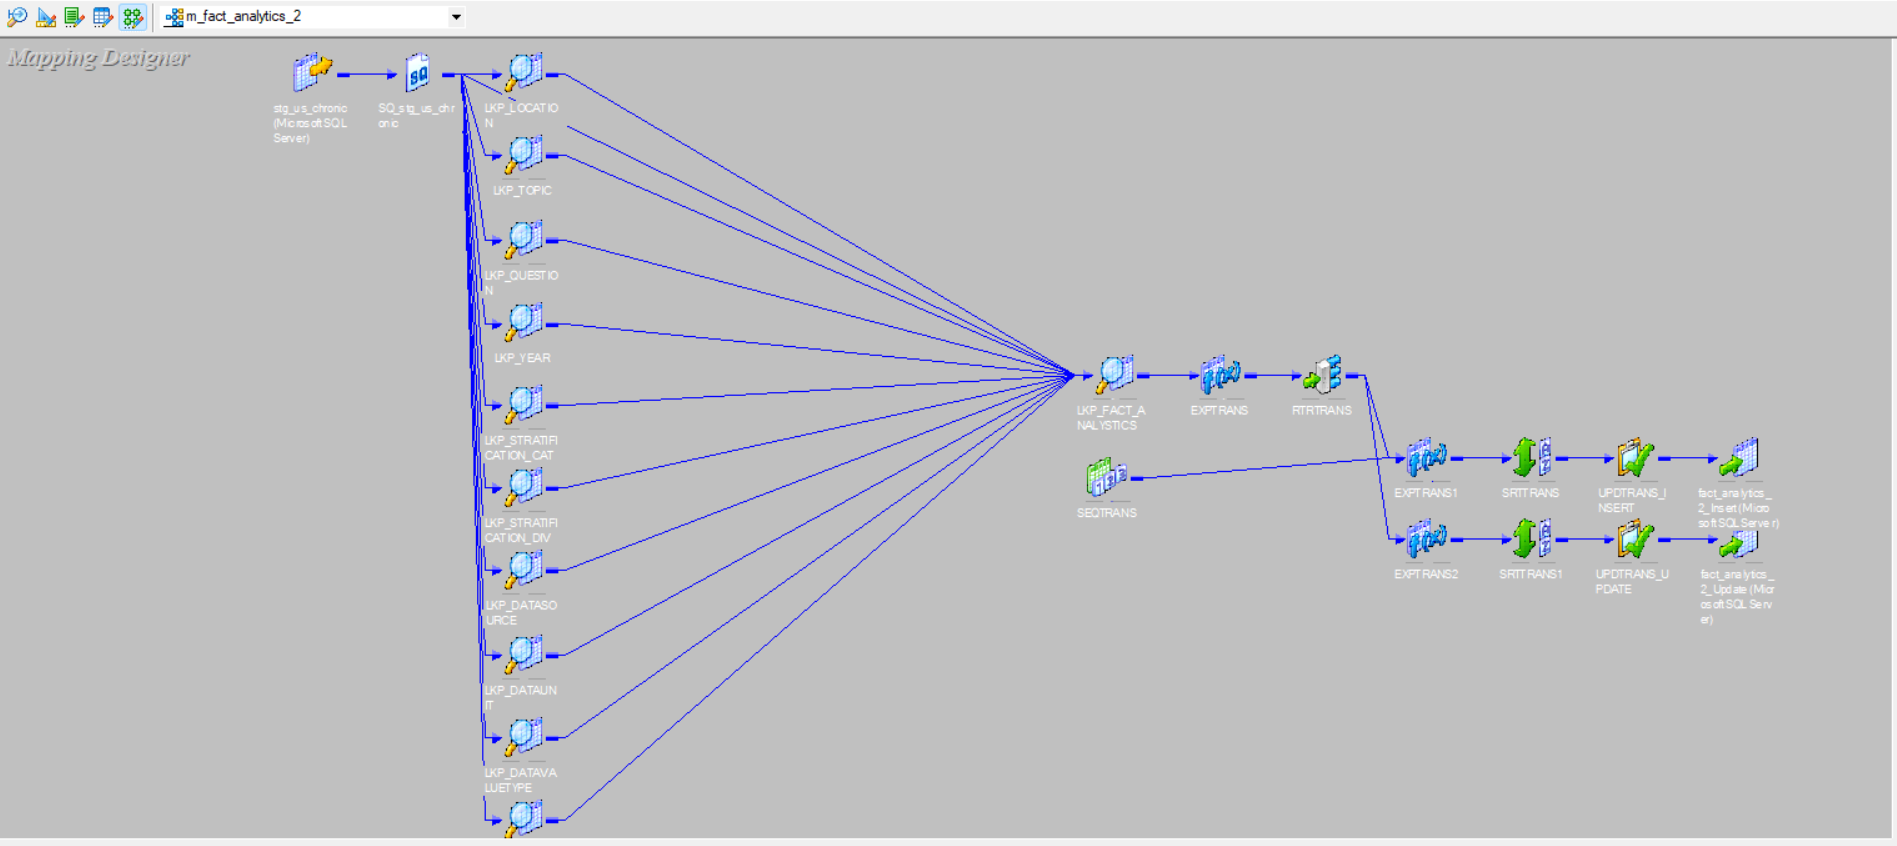 m_fact_analytics_2
Mapping Designer
stg_us_chronic
(Microsoft SQL
Server)
SQ_stg_us_chr
onic
SQ
LKP_LOCATIO
N
LKP_TOPIC
LKP_QUESTIO
N
LKP_YEAR
LKP_STRATIFI
CATION_CAT
LKP_STRATIFI
CATION_DIV
LKP_DATASO
URCE
LKP_DATAUN
IT
LKP_DATAVA
LUETYPE
LKP_FACT_A
NALYSTICS
EXPTRANS
RTRTRANS
SEQTRANS
EXPTRANS1
SRTTRANS
UPDTRANS_I
NSERT
fact_analytics_
2_Insert (Micro
soft SQL Server)
EXPTRANS2
SRTTRANS1
UPDTRANS_U
PDATE
fact_analytics_
2_Update (Micr
osoft SQL Serv
er)